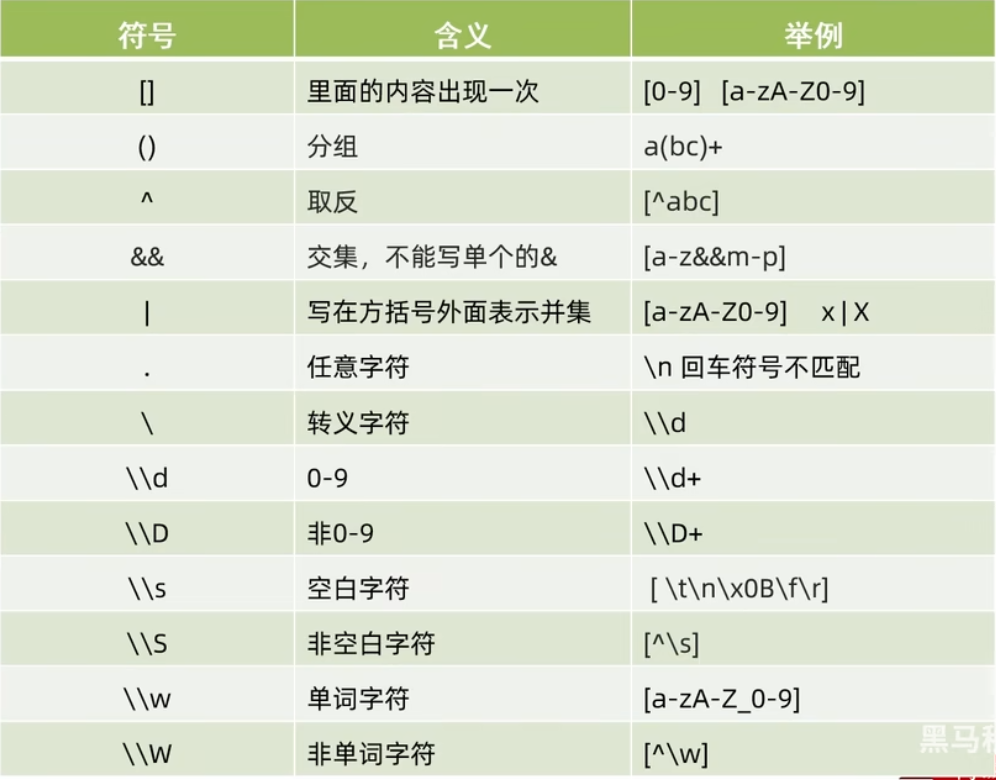 符号 含义 举例
[] 里面的内容出现一次 [0-9] [a-zA-Z0-9]
() 分组 a(bc)+
^ 取反 [^abc]
&& 交集，不能写单个的& [a-z&&m-p]
| 写在方括号外面表示并集 [a-zA-Z0-9] x|X
. 任意字符 \n 回车符号不匹配
\ 转义字符 \\d
\\d 0-9 \\d+
\\D 非0-9 \\D+
\\s 空白字符 [ \t\n\x0B\f\r]
\\S 非空白字符 [^\s]
\\w 单词字符 [a-zA-Z_0-9]
\\W 非单词字符 [^\w]
黑马